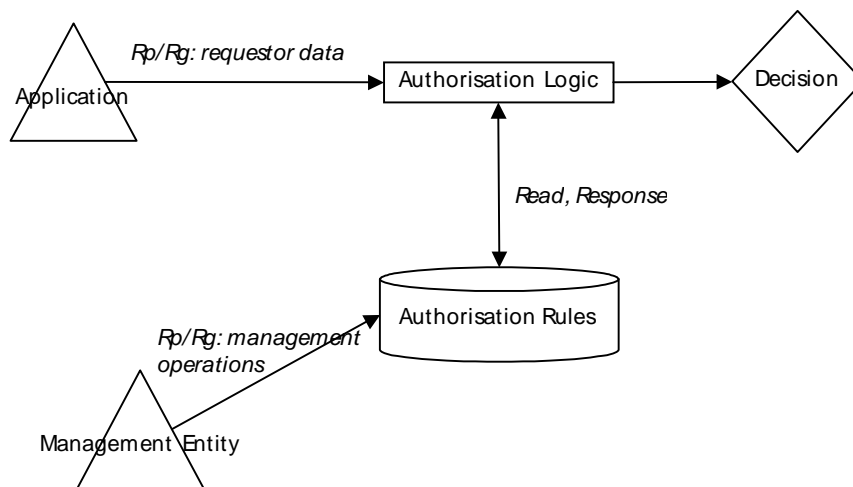 Rp/Rg: requestor data
Application
Authorisation Logic
Decision
Read, Response
Authorisation Rules
Rp/Rg: management
operations
Management Entity